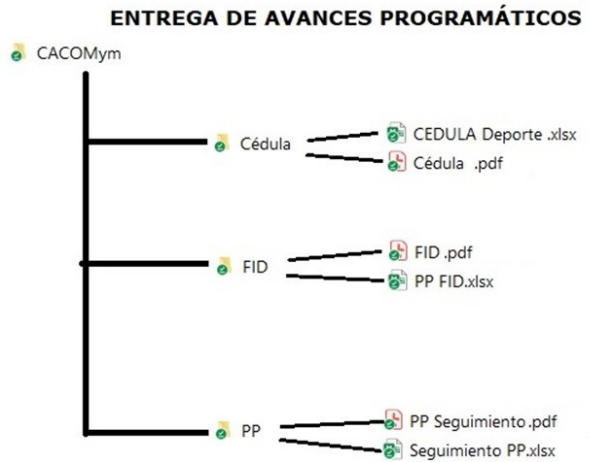 ENTREGA DE AVANCES PROGRAMÁTICOS
CACOMym
Cédula
CEDULA Deporte .xlsx
Cédula .pdf
FID
FID .pdf
PP FID.xlsx
PP
PP Seguimiento.pdf
Seguimiento PP.xlsx